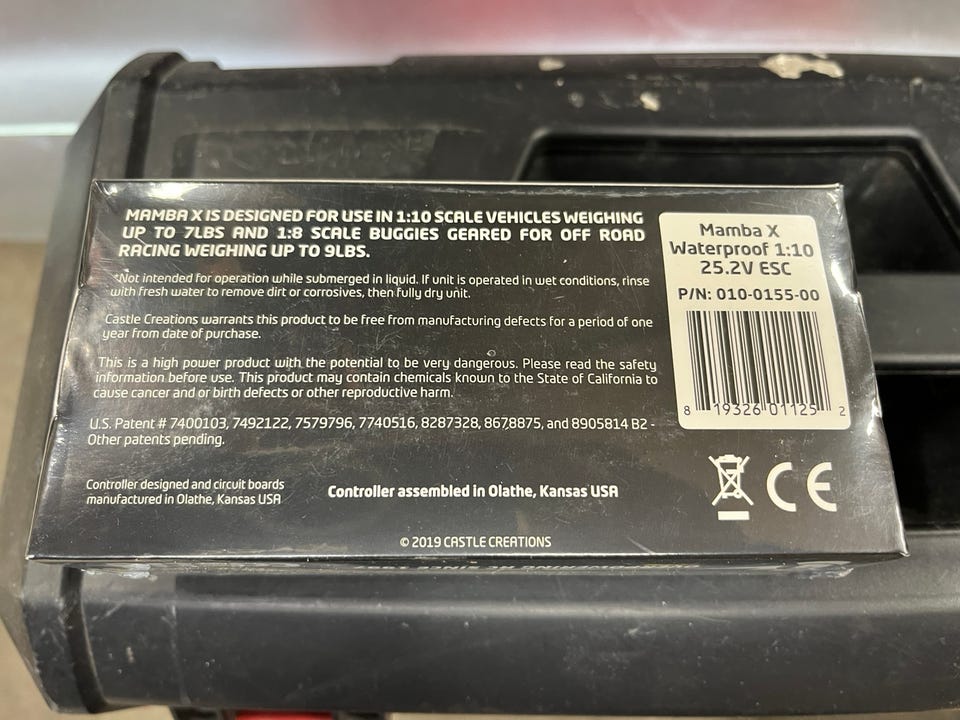 MAMBA X IS DESIGNED FOR USE IN 1:10 SCALE VEHICLES WEIGHING
UP TO 7LBS AND 1:8 SCALE BUGGIES GEARED FOR OFF ROAD
RACING WEIGHING UP TO 9LBS.
*Not intended for operation while submerged in liquid. If unit is operated in wet conditions, rinse
with fresh water to remove dirt or corrosives, then fully dry unit.
Castle Creations warrants this product to be free from manufacturing defects for a period of one
year from date of purchase.
This is a high power product with the potential to be very dangerous. Please read the safety
information before use. This product may contain chemicals known to the State of California to
cause cancer and or birth defects or other reproductive harm.
U.S. Patent # 7400103, 7492122, 7579796, 7740516, 8287328, 8678875, and 8905814 B2 -
Other patents pending.
Controller designed and circuit boards
manufactured in Olathe, Kansas USA
Controller assembled in Olathe, Kansas USA
© 2019 CASTLE CREATIONS
Mamba X
Waterproof 1:10
25.2V ESC
P/N: 010-0155-00
8 19326 01125 2
CE